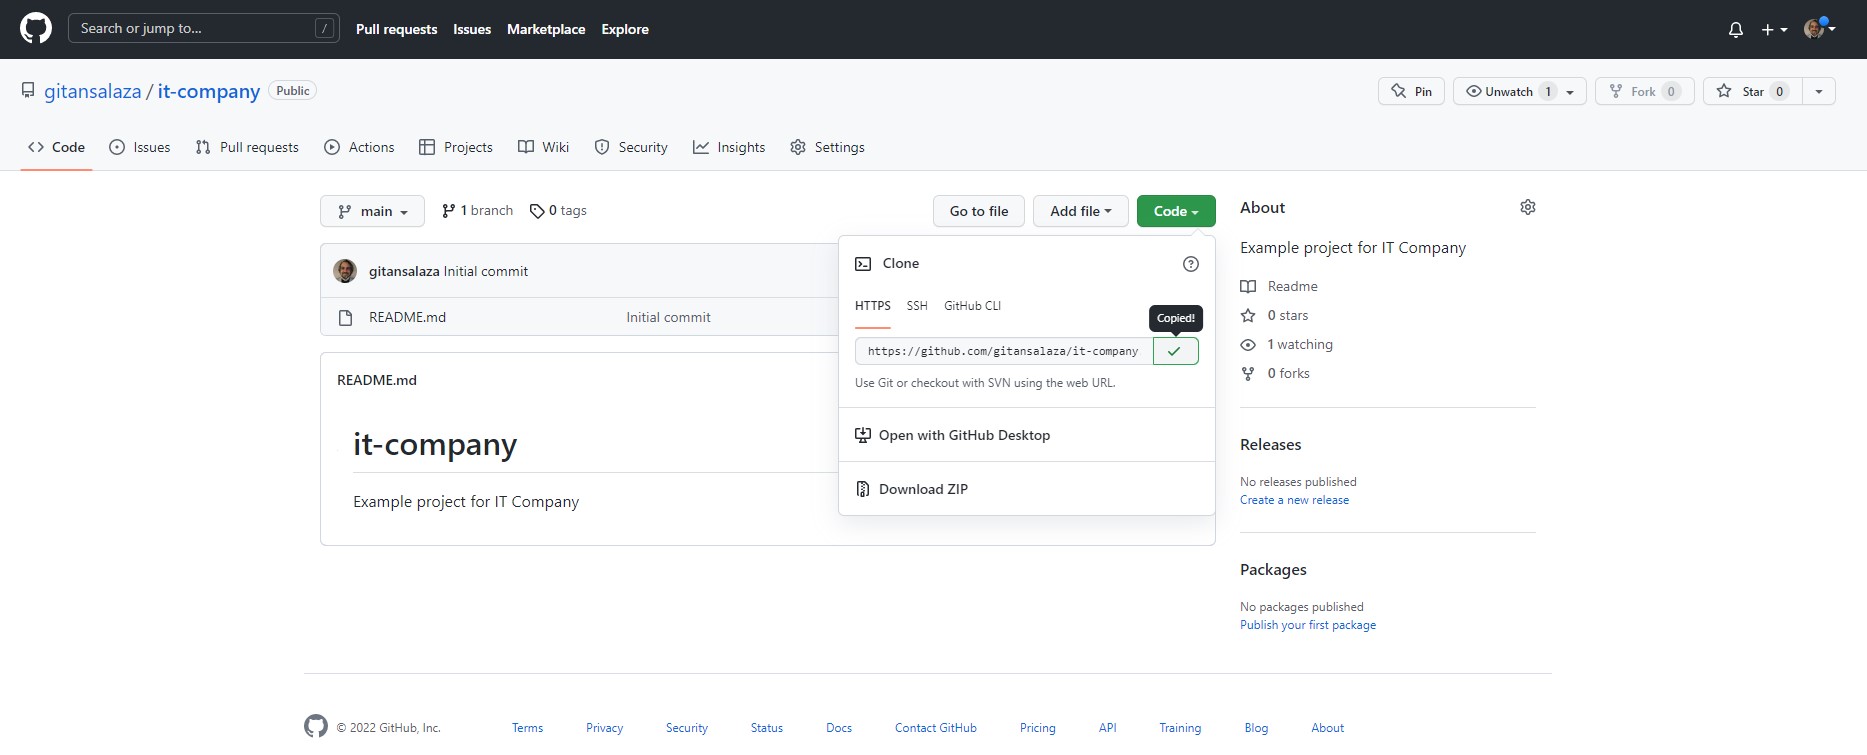 Search or jump to... /
Pull requests Issues Marketplace Explore
gitansalaza / it-company Public
Pin Unwatch 1 Fork 0 Star 0
Code Issues Pull requests Actions Projects Wiki Security Insights Settings
main 1 branch 0 tags
Go to file Add file Code
gitansalaza Initial commit
README.md Initial commit
README.md
it-company
Example project for IT Company
Clone
HTTPS SSH GitHub CLI
Copied!
https://github.com/gitansalaza/it-company
Use Git or checkout with SVN using the web URL.
Open with GitHub Desktop
Download ZIP
About
Example project for IT Company
Readme
0 stars
1 watching
0 forks
Releases
No releases published
Create a new release
Packages
No packages published
Publish your first package
© 2022 GitHub, Inc. Terms Privacy Security Status Docs Contact GitHub Pricing API Training Blog About